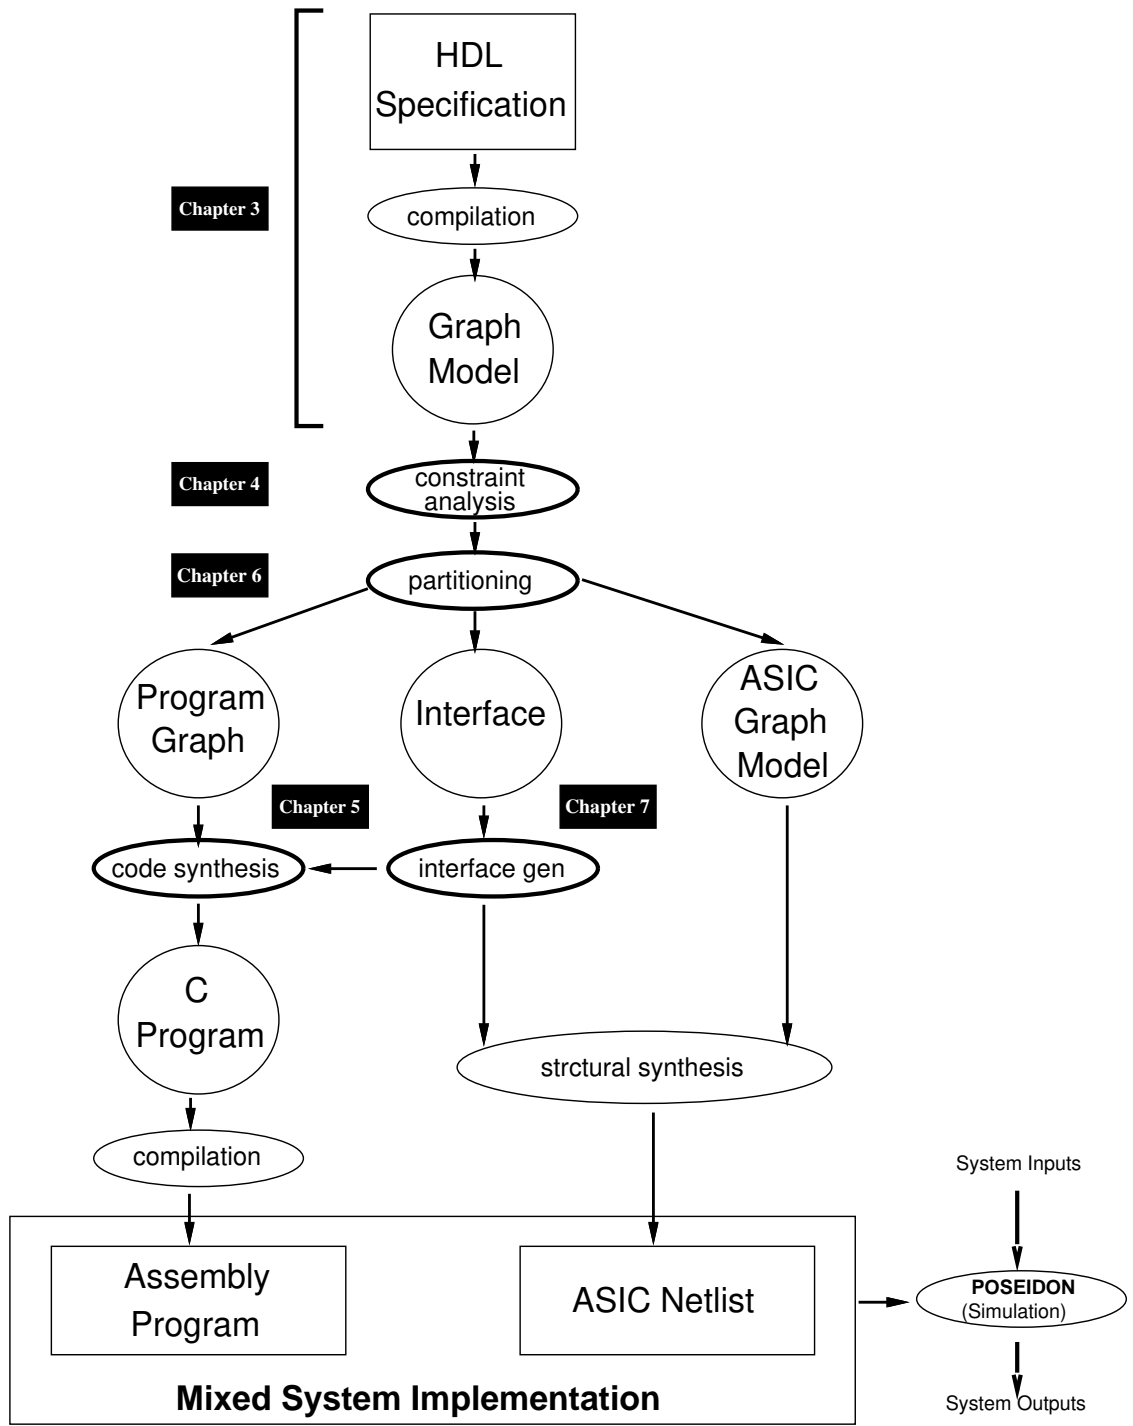 HDL
Specification
Chapter 3
compilation
Graph
Model
Chapter 4
constraint
analysis
Chapter 6
partitioning
Program
Graph
Interface
ASIC
Graph
Model
Chapter 5
Chapter 7
code synthesis
interface gen
C
Program
strctural synthesis
compilation
System Inputs
Assembly
Program
ASIC Netlist
POSEIDON
(Simulation)
Mixed System Implementation
System Outputs